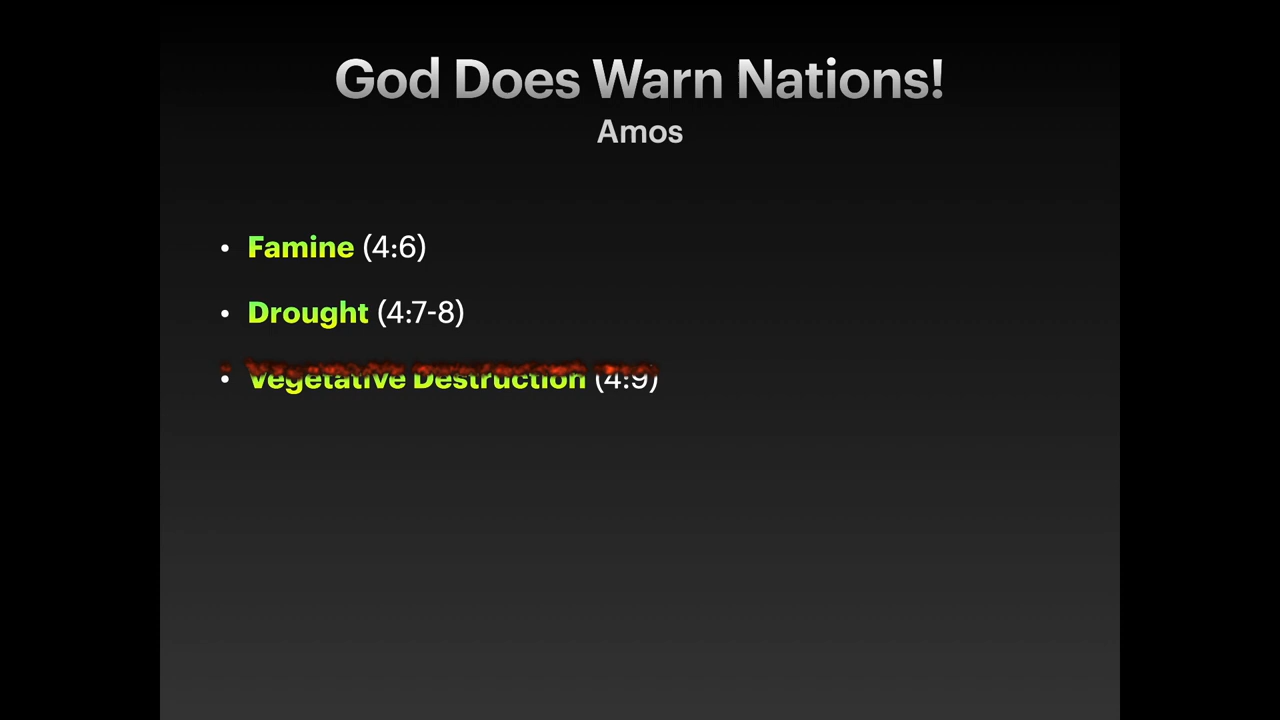 God Does Warn Nations!
Amos
• Famine (4:6)
• Drought (4:7-8)
• Vegetative Destruction (4:9)